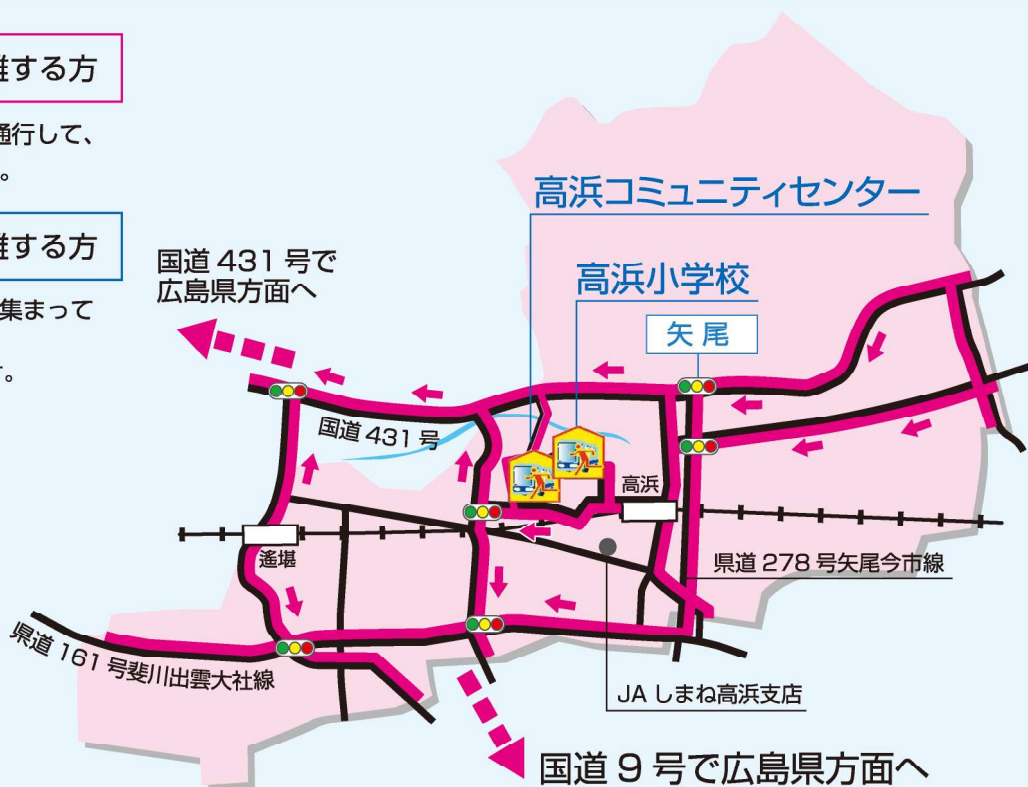 難する方
通行して、
。
難する方
集まって
す。
国道 431 号で
広島県方面へ
高浜コミュニティセンター
高浜小学校
矢 尾
国道 431 号
高浜
遙堪
県道 278 号矢尾今市線
県道 161 号斐川出雲大社線
JA しまね高浜支店
国道 9 号で広島県方面へ